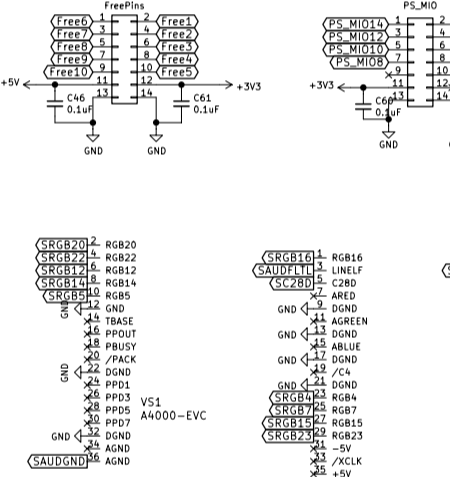 FreePins
Free6 1 2 Free1
Free7 3 4 Free2
Free8 5 6 Free3
Free9 7 8 Free4
Free10 9 10 Free5
+5V 11 12 +3V3
13 14
C46
0.1uF
C61
0.1uF
GND
GND
PS_MIO
PS_MIO14 1 2
PS_MIO12 3 4
PS_MIO10 5 6
PS_MIO8 7 8
9 10
+3V3 11 12
13 14
C60
0.1uF
GND
SRGB20 2 RGB20
SRGB22 4 RGB22
SRGB12 6 RGB12
SRGB14 8 RGB14
SRGB5 10 RGB5
GND 12 GND
14 TBASE
16 PPOUT
18 PBUSY
20 /PACK
GND 22 DGND
24 PPD1
26 PPD3
28 PPD5
30 PPD7
GND 32 DGND
34 AGND
SAUDGND 36 AGND
VS1
A4000-EVC
SRGB16 1 RGB16
SAUDFLTL 3 LINELF
SC28D 5 C28D
7 ARED
GND 9 DGND
11 AGREEN
GND 13 DGND
15 ABLUE
GND 17 DGND
19 /C4
GND 21 DGND
SRGB4 23 RGB4
SRGB7 25 RGB7
SRGB15 27 RGB15
SRGB23 29 RGB23
31 -5V
33 /XCLK
35 +5V